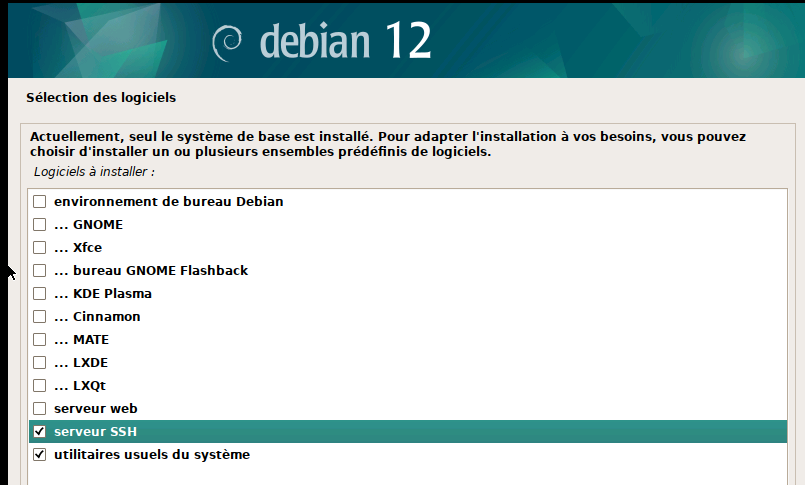 debian 12
Sélection des logiciels
Actuellement, seul le système de base est installé. Pour adapter l'installation à vos besoins, vous pouvez
choisir d'installer un ou plusieurs ensembles prédéfinis de logiciels.
Logiciels à installer :
environnement de bureau Debian
... GNOME
... Xfce
... bureau GNOME Flashback
... KDE Plasma
... Cinnamon
... MATE
... LXDE
... LXQt
serveur web
serveur SSH
utilitaires usuels du système